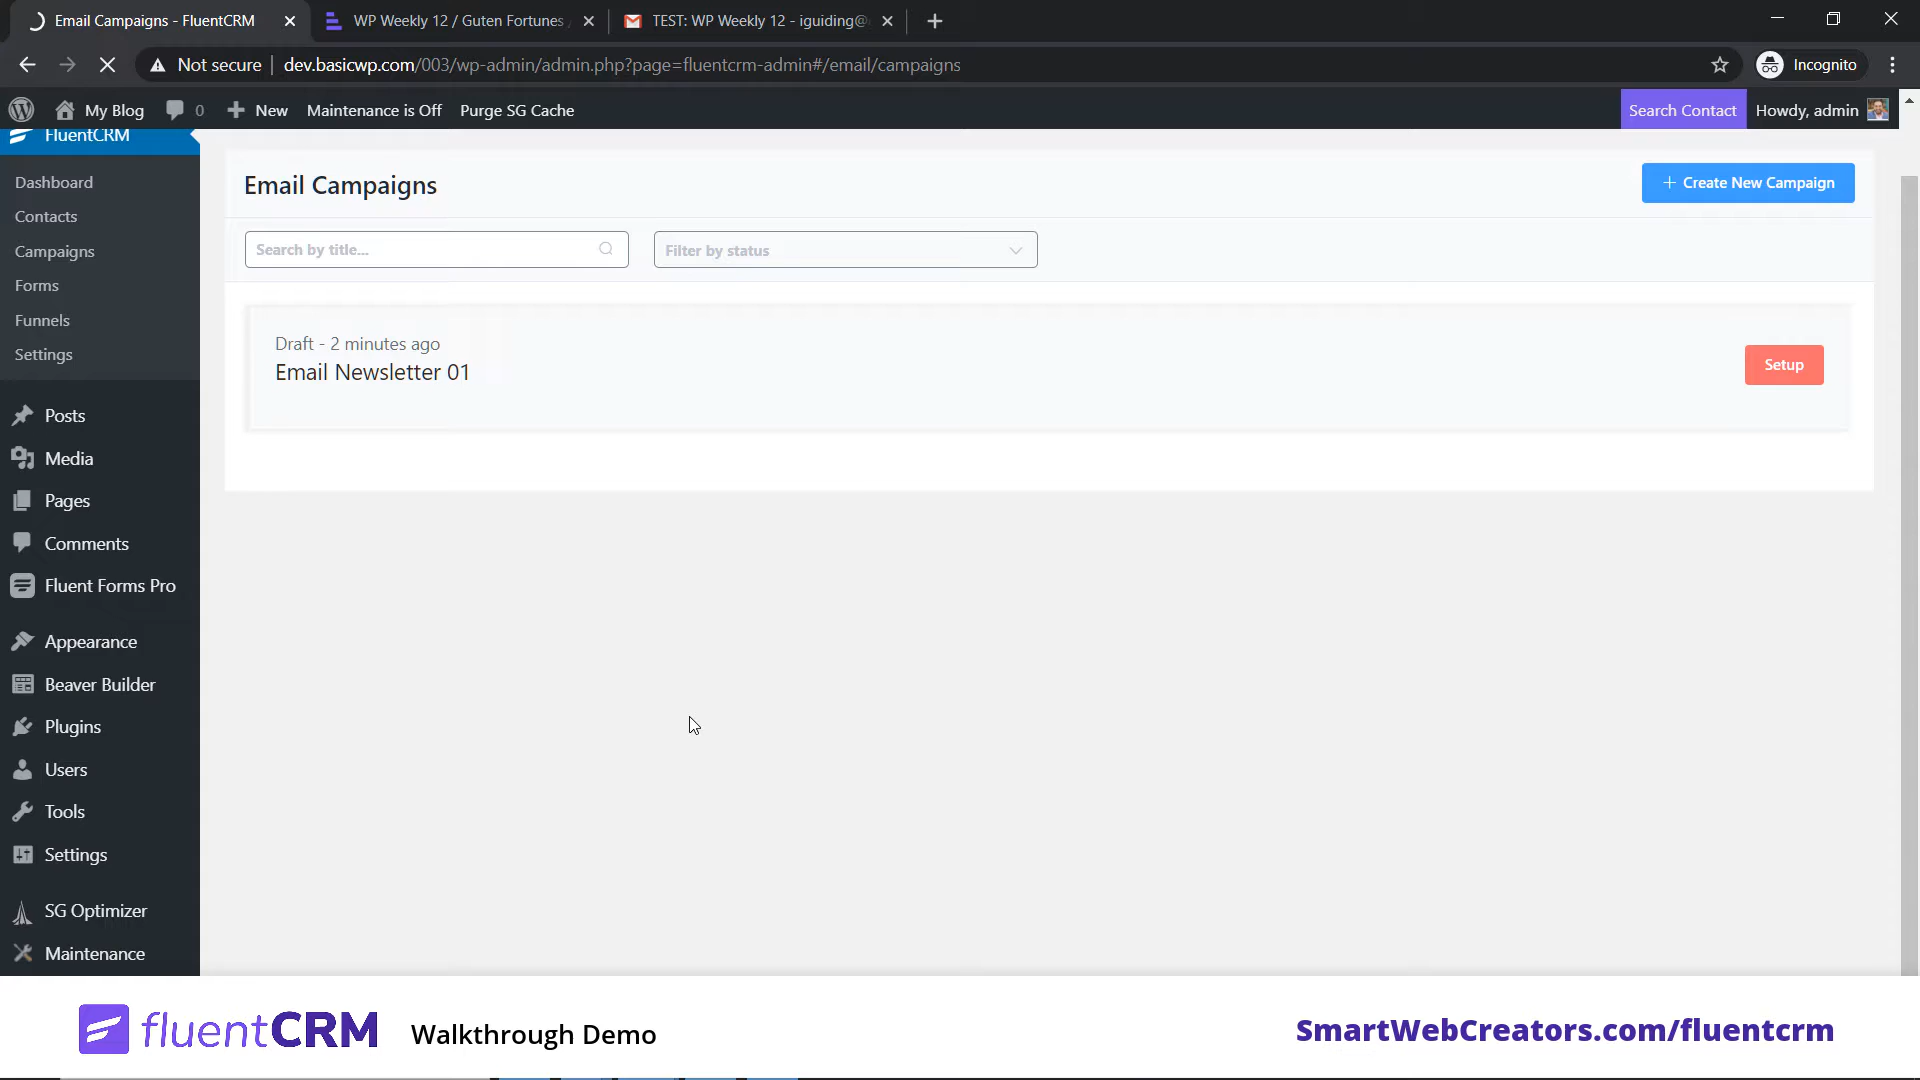 Email Campaigns - FluentCRM
WP Weekly 12 / Guten Fortunes
TEST: WP Weekly 12 - iguiding@
Not secure
dev.basicwp.com/003/wp-admin/admin.php?page=fluentcrm-admin#/email/campaigns
Incognito
My Blog
0
New
Maintenance is Off
Purge SG Cache
Search Contact
Howdy, admin
FluentCRM
Dashboard
Contacts
Campaigns
Forms
Funnels
Settings
Posts
Media
Pages
Comments
Fluent Forms Pro
Appearance
Beaver Builder
Plugins
Users
Tools
Settings
SG Optimizer
Maintenance
Email Campaigns
+ Create New Campaign
Search by title...
Filter by status
Draft - 2 minutes ago
Email Newsletter 01
Setup
fluentCRM
Walkthrough Demo
SmartWebCreators.com/fluentcrm